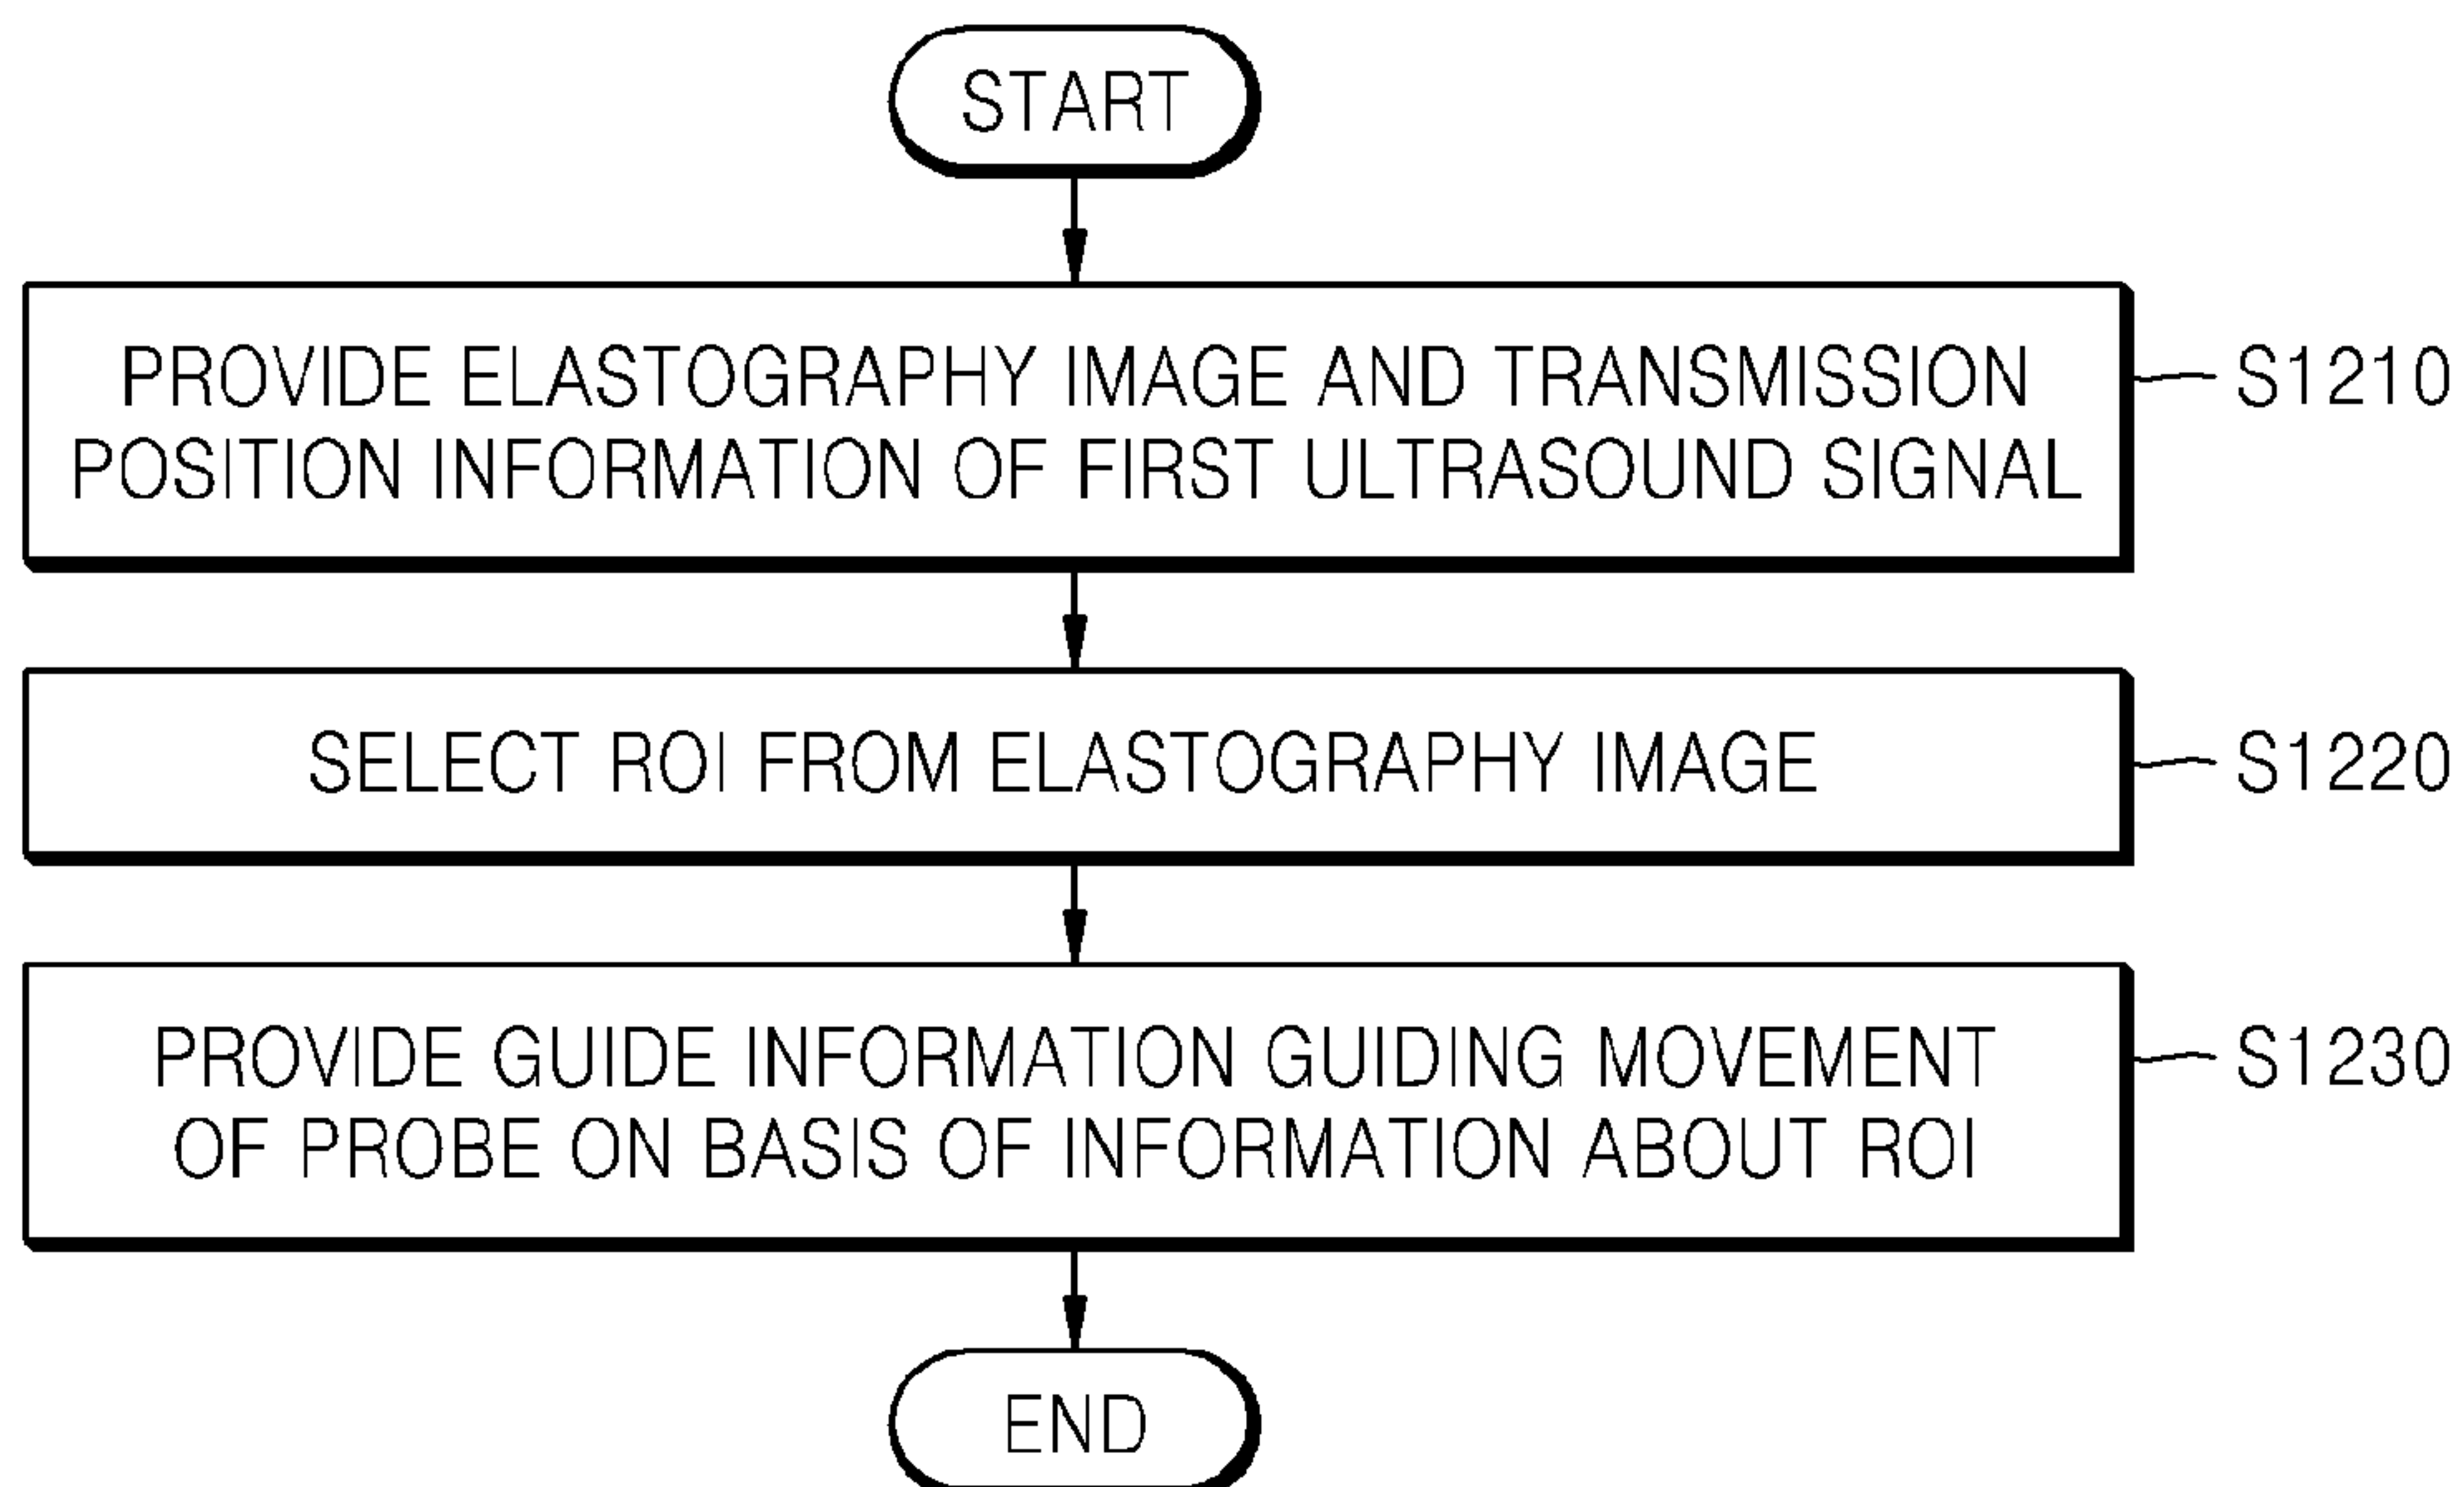 START
PROVIDE ELASTOGRAPHY IMAGE AND TRANSMISSION
POSITION INFORMATION OF FIRST ULTRASOUND SIGNAL
S1210
SELECT ROI FROM ELASTOGRAPHY IMAGE
S1220
PROVIDE GUIDE INFORMATION GUIDING MOVEMENT
OF PROBE ON BASIS OF INFORMATION ABOUT ROI
S1230
END